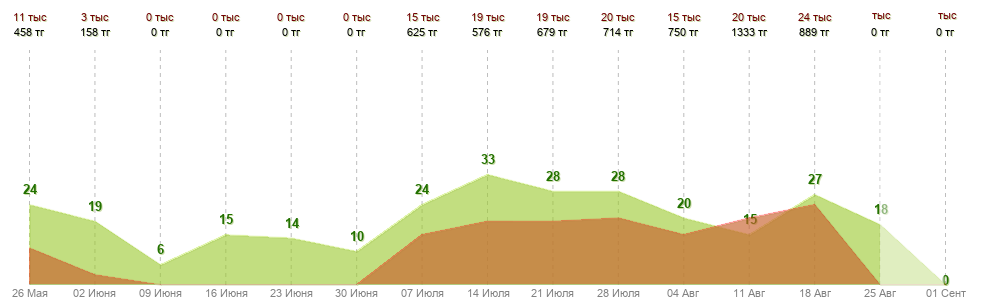 11 тыс 3 тыс 0 тыс 0 тыс 0 тыс 0 тыс 15 тыс 19 тыс 19 тыс 20 тыс 15 тыс 20 тыс 24 тыс тыс тыс
458 тг 158 тг 0 тг 0 тг 0 тг 0 тг 625 тг 576 тг 679 тг 714 тг 750 тг 1333 тг 889 тг 0 тг 0 тг
24 19 6 15 14 10 24 33 28 28 20 15 27 18 0
26 Мая 02 Июня 09 Июня 16 Июня 23 Июня 30 Июня 07 Июля 14 Июля 21 Июля 28 Июля 04 Авг 11 Авг 18 Авг 25 Авг 01 Сент